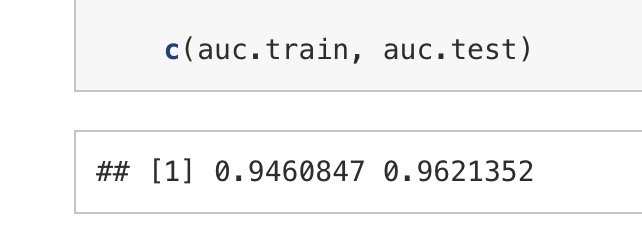 c(auc.train, auc.test)
## [1] 0.9460847 0.9621352